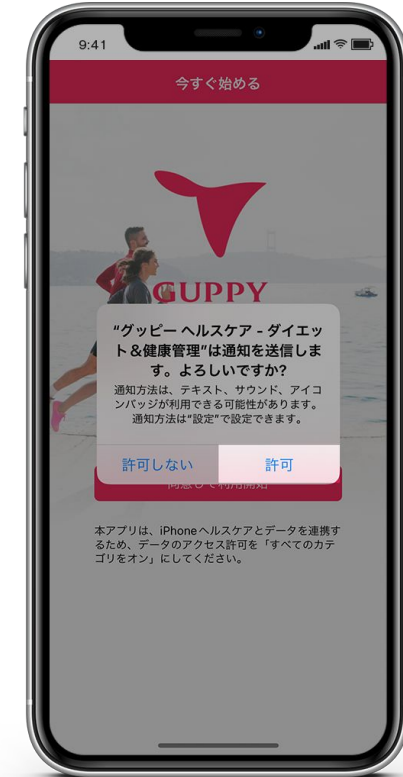 9:41
今すぐ始める
GUPPY
“グッピー ヘルスケア - ダイエッ
ト＆健康管理”は通知を送信しま
す。よろしいですか?
通知方法は、テキスト、サウンド、アイコ
ンバッジが利用できる可能性があります。
通知方法は“設定”で設定できます。
許可しない
許可
同意して利用開始
本アプリは、iPhoneヘルスケアとデータを連携す
るため、データのアクセス許可を「すべてのカテ
ゴリをオン」にしてください。